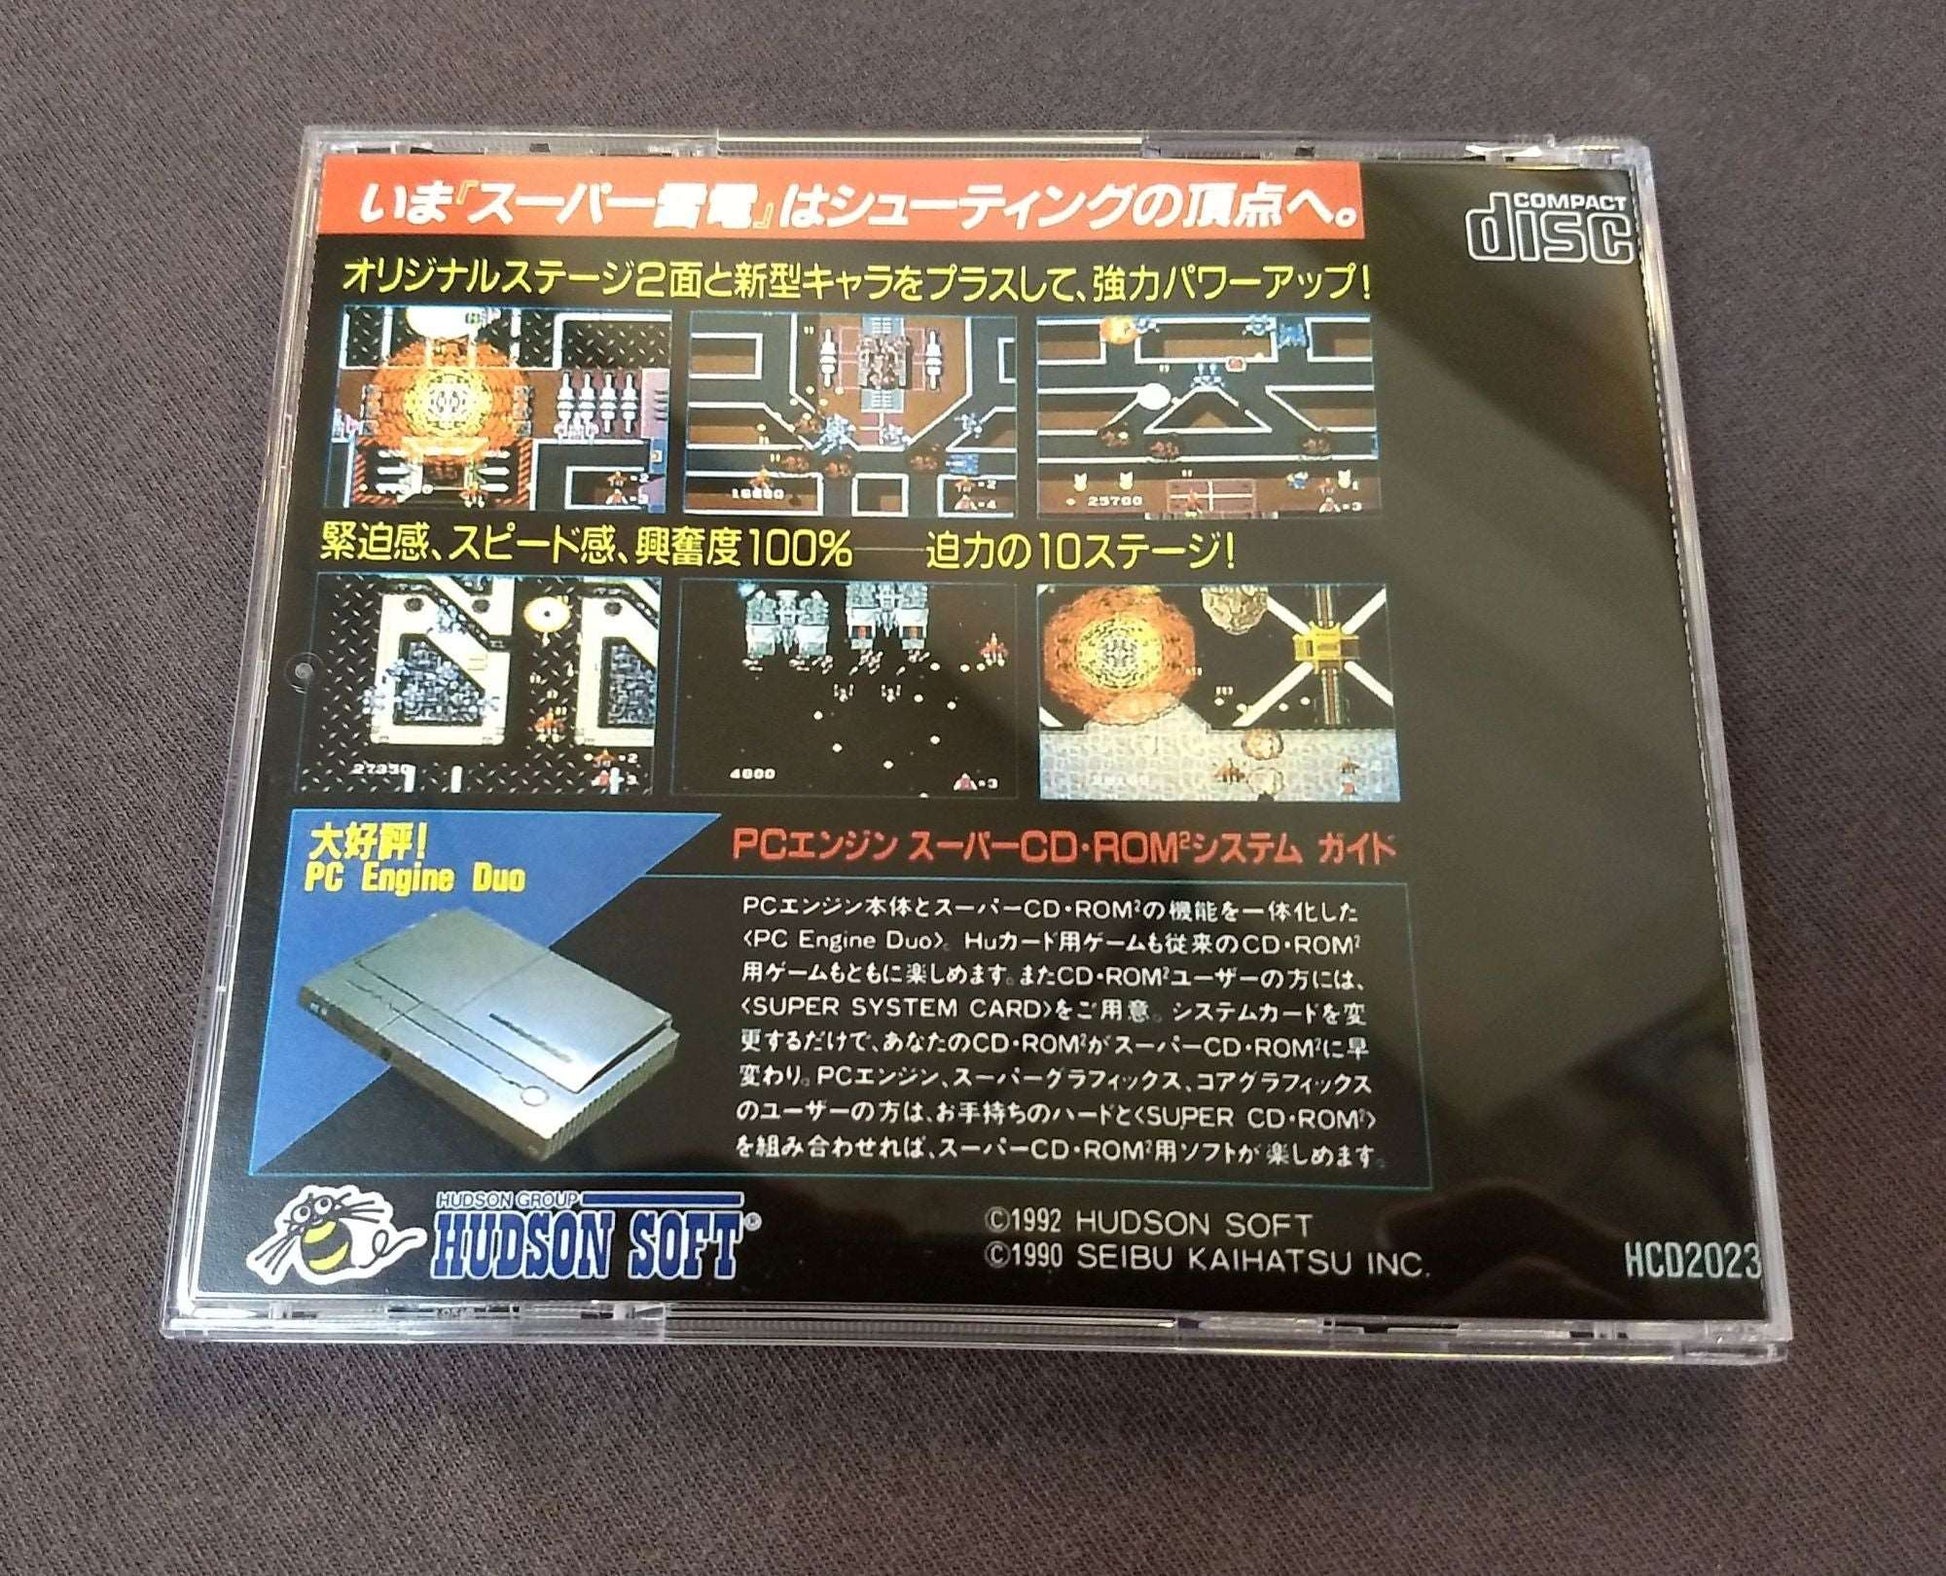 いま『スーパー雷電』はシューティングの頂点へ。
COMPACT
disc
オリジナルステージ2面と新型キャラをプラスして、強力パワーアップ!
=2
=3
16800
=2
=4
25700
1
=3
緊迫感、スピード感、興奮度100%——迫力の10ステージ!
27350
=2
=3
4800
=3
大好評!
PC Engine Duo
PCエンジン スーパーCD・ROM²システム ガイド
PCエンジン本体とスーパーCD・ROM²の機能を一体化した
〈PC Engine Duo〉。Huカード用ゲームも従来のCD・ROM²
用ゲームもともに楽しめます。またCD・ROM²ユーザーの方には、
〈SUPER SYSTEM CARD〉をご用意。システムカードを変
更するだけで、あなたのCD・ROM²がスーパーCD・ROM²に早
変わり。PCエンジン、スーパーグラフィックス、コアグラフィックス
のユーザーの方は、お手持ちのハードと〈SUPER CD・ROM²〉
を組み合わせれば、スーパーCD・ROM²用ソフトが楽しめます。
HUDSON GROUP
HUDSON SOFT®
©1992 HUDSON SOFT
©1990 SEIBU KAIHATSU INC.
HCD2023